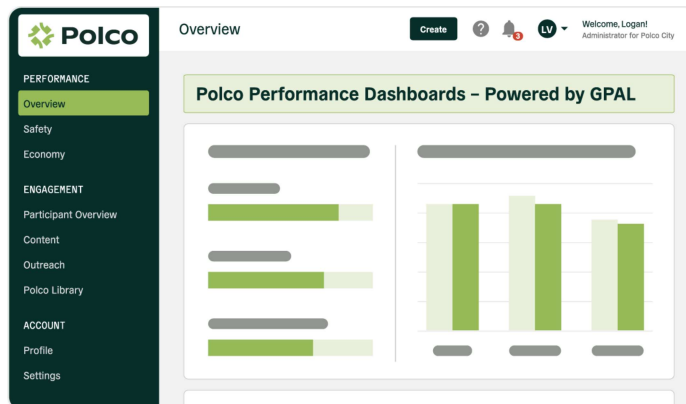 Polco
PERFORMANCE
Overview
Safety
Economy
ENGAGEMENT
Participant Overview
Content
Outreach
Polco Library
ACCOUNT
Profile
Settings
Overview
Create
?
3
LV
Welcome, Logan!
Administrator for Polco City
Polco Performance Dashboards – Powered by GPAL